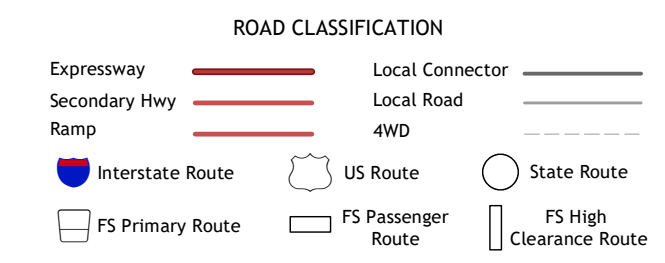 ROAD CLASSIFICATION
Expressway
Local Connector
Secondary Hwy
Local Road
Ramp
4WD
Interstate Route
US Route
State Route
FS Primary Route
FS Passenger
Route
FS High
Clearance Route